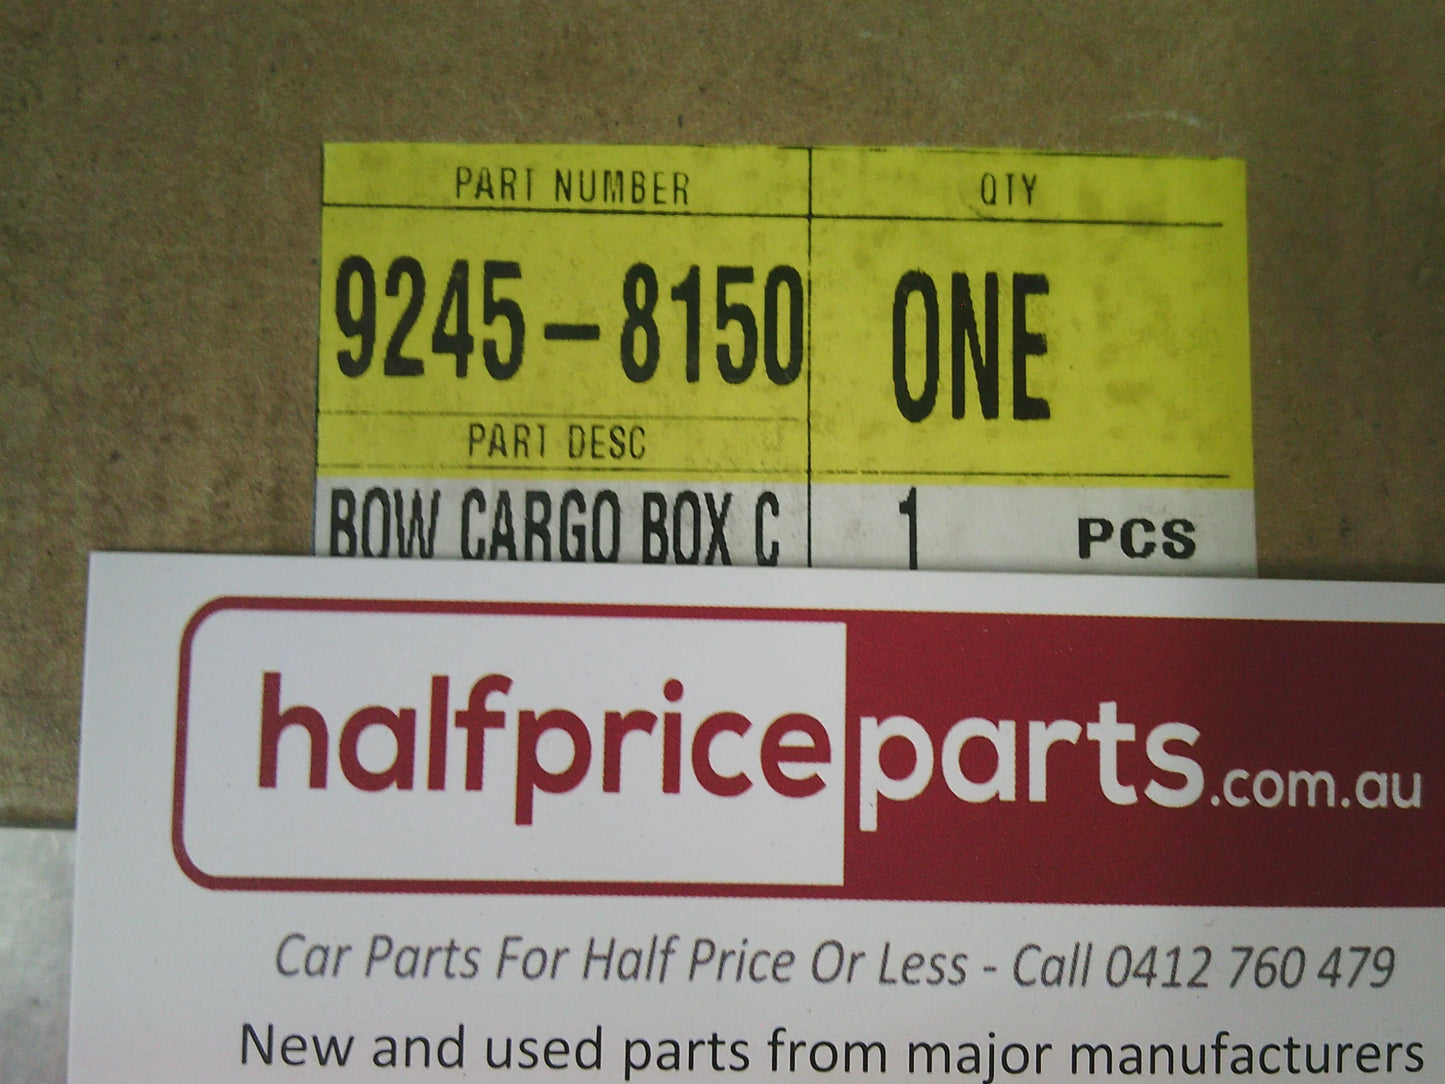 PART NUMBER QTY
9245-8150 ONE
PART DESC
BOW CARGO BOX C 1 PCS
halfpriceparts.com.au
Car Parts For Half Price Or Less - Call 0412 760 479
New and used parts from major manufacturers